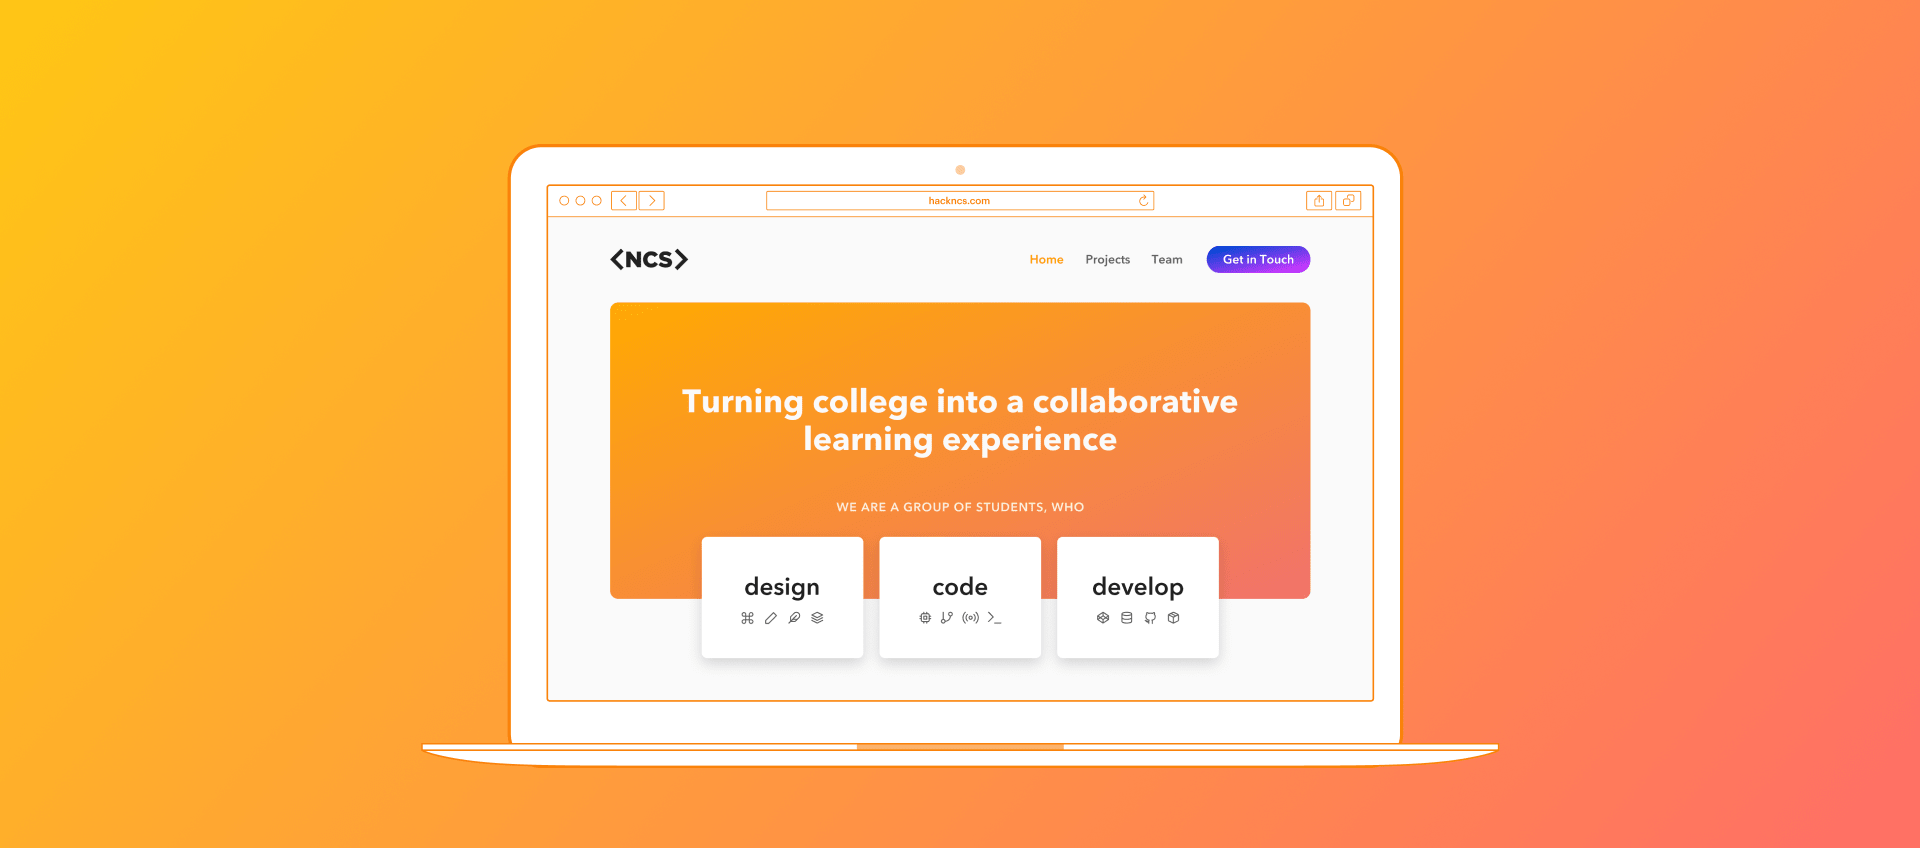 hackncs.com
<NCS>
Home Projects Team Get in Touch
Turning college into a collaborative
learning experience
WE ARE A GROUP OF STUDENTS, WHO
design code develop